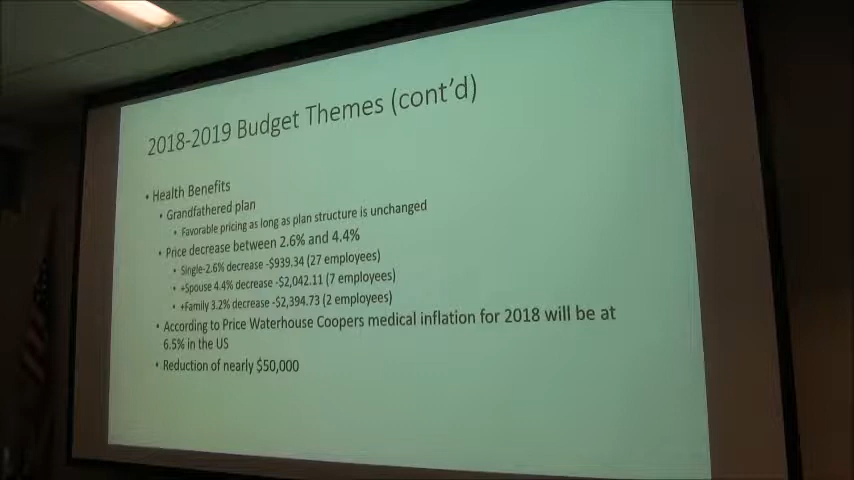 2018-2019 Budget Themes (cont'd)
• Health Benefits
• Grandfathered plan
• Favorable pricing as long as plan structure is unchanged
• Price decrease between 2.6% and 4.4%
• Single-2.6% decrease -$939.34 (27 employees)
• +Spouse 4.4% decrease -$2,042.11 (7 employees)
• +Family 3.2% decrease -$2,394.73 (2 employees)
• According to Price Waterhouse Coopers medical inflation for 2018 will be at
6.5% in the US
• Reduction of nearly $50,000